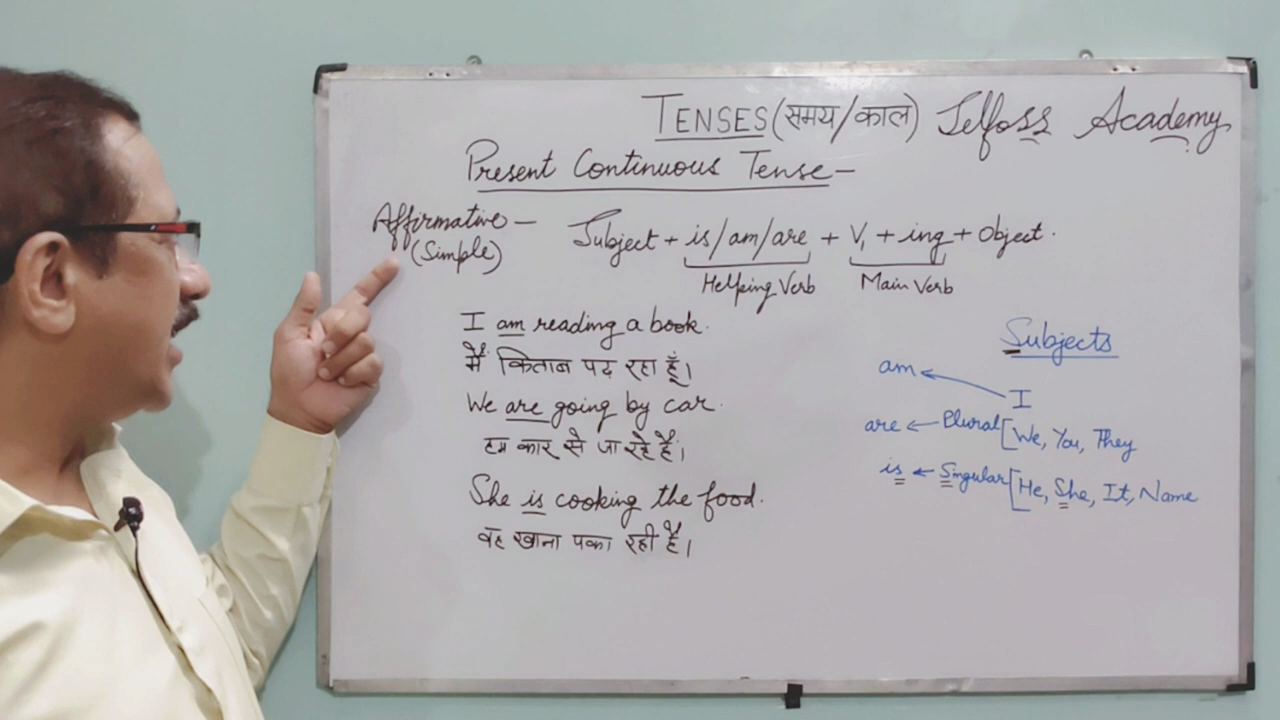 TENSES (समय/काल) Jelfoss Academy
Present Continuous Tense-
Affirmative - Subject + is/am/are + V₁ + ing + Object.
(Simple) Helping Verb Main Verb
I am reading a book.
मैं किताब पढ़ रहा हूँ।
We are going by car.
हम कार से जा रहे हैं।
She is cooking the food.
वह खाना पका रही है।
Subjects
am ← I
are ← Plural [We, You, They
is ← Singular [He, She, It, Name